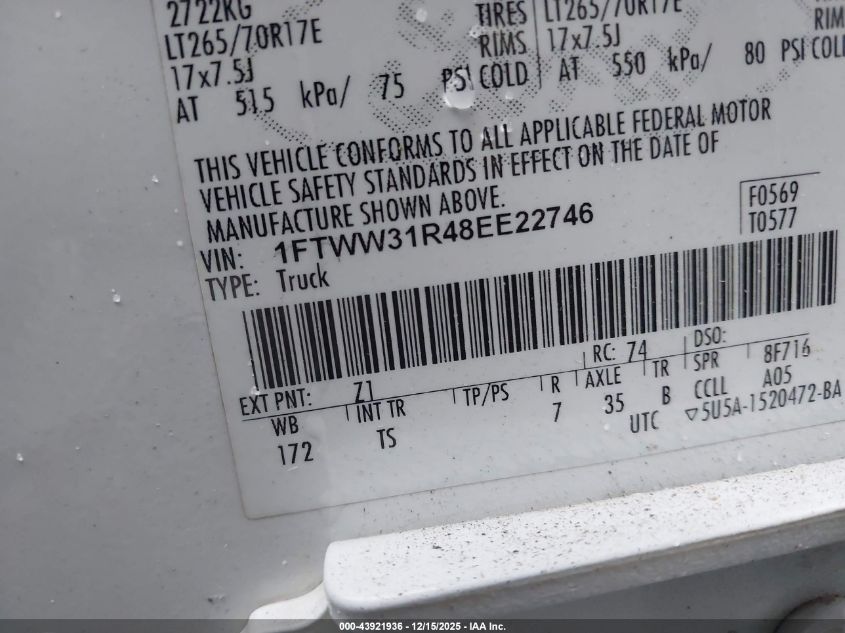 2722KG
LT265/70R17E
17x7.5J
AT 515 kPa/ 75 PSI COLD
TIRES LT265/70R17E
RIMS 17x7.5J
AT 550 kPa/ 80 PSI COLD
RIM
THIS VEHICLE CONFORMS TO ALL APPLICABLE FEDERAL MOTOR
VEHICLE SAFETY STANDARDS IN EFFECT ON THE DATE OF
MANUFACTURE SHOWN ABOVE.
VIN: 1FTWW31R48EE22746
TYPE: Truck
F0569
T0577
EXT PNT: Z1 RC: 74 DSO:
WB INT TR TP/PS R AXLE TR SPR 8F716
172 TS 7 35 B CCLL A05
UTC ▽5U5A-1520472-BA
000-43921936 - 12/15/2025 - IAA Inc.